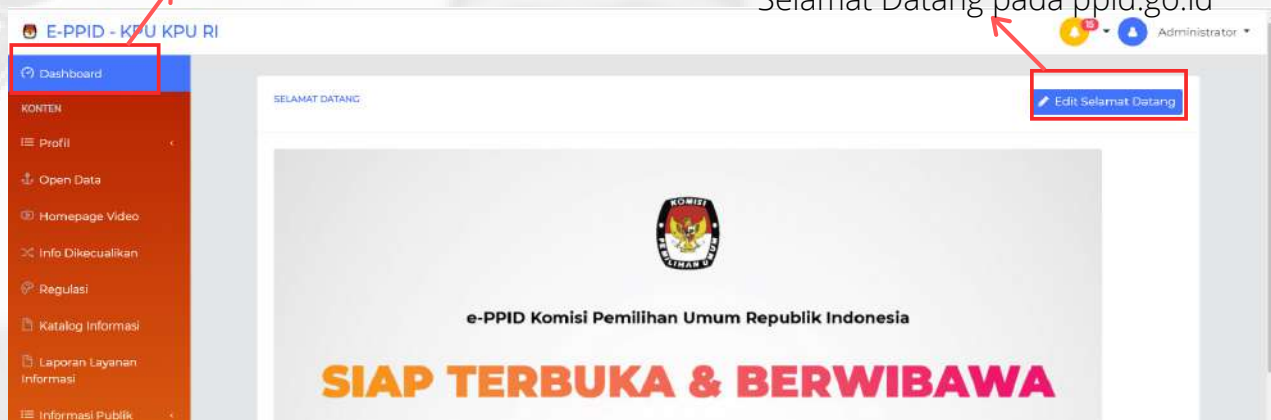 Selamat Datang pada ppid.go.id
E-PPID - KPU KPU RI
15
Administrator
Dashboard
KONTEN
Profil
Open Data
Homepage Video
Info Dikecualikan
Regulasi
Katalog Informasi
Laporan Layanan
Informasi
Informasi Publik
SELAMAT DATANG
Edit Selamat Datang
KOMISI
PEMILIHAN UMUM
e-PPID Komisi Pemilihan Umum Republik Indonesia
SIAP TERBUKA & BERWIBAWA